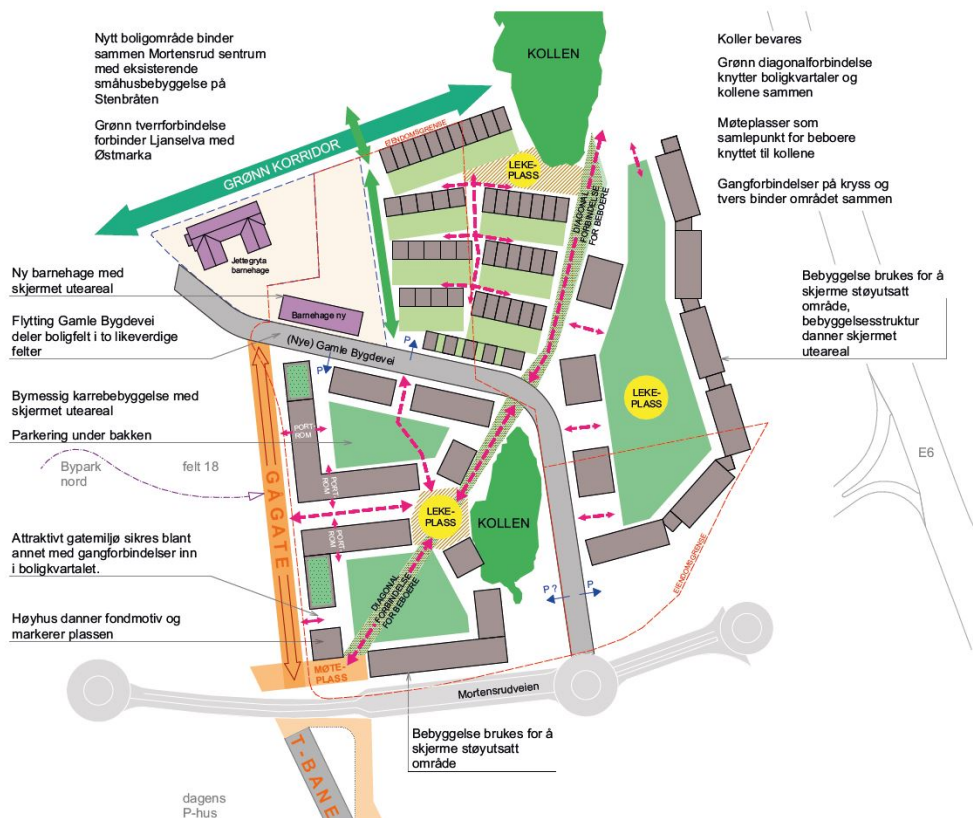 Nytt boligområde binder
sammen Mortensrud sentrum
med eksisterende
småhusbebyggelse på
Stenbråten
Grønn tverrforbindelse
forbinder Ljanselva med
Østmarka
KOLLEN
Koller bevares
Grønn diagonalforbindelse
knytter boligkvartaler og
kollene sammen
Møteplasser som
samlepunkt for beboere
knyttet til kollene
Gangforbindelser på kryss og
tvers binder området sammen
Bebyggelse brukes for å
skjerme støyutsatt
område,
bebyggelsesstruktur
danner skjermet
uteareal
GRØNN KORRIDOR
EIENDOMSGRENSE
LEKE-
PLASS
DIAGONAL
FORBINDELSE
FOR BEBOERE
Jettegryta
barnehage
Ny barnehage med
skjermet uteareal
Barnehage ny
Flytting Gamle Bygdevei
deler boligfelt i to likeverdige
felter
(Nye) Gamle Bygdevei
P
P
Bymessig karrebebyggelse med
skjermet uteareal
Parkering under bakken
Bypark
nord
felt 18
GÅGATE
PORT
ROM
PORT
ROM
PORT-
ROM
LEKE-
PLASS
KOLLEN
LEKE-
PLASS
E6
Attraktivt gatemiljø sikres blant
annet med gangforbindelser inn
i boligkvartalet.
DIAGONAL
FORBINDELSE
FOR BEBOERE
P ?
P
EIENDOMSGRENSE
Høyhus danner fondmotiv og
markerer plassen
MØTE-
PLASS
Mortensrudveien
Bebyggelse brukes for å
skjerme støyutsatt
område
T-BANE
dagens
P-hus